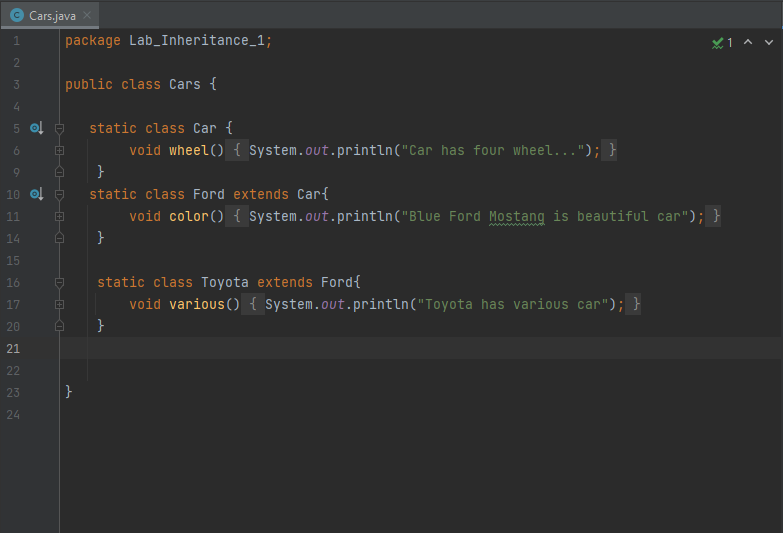 Cars.java
1 package Lab_Inheritance_1; 1
2
3 public class Cars {
4
5 static class Car {
6 void wheel() { System.out.println("Car has four wheel..."); }
9 }
10 static class Ford extends Car{
11 void color() { System.out.println("Blue Ford Mostang is beautiful car"); }
14 }
15
16 static class Toyota extends Ford{
17 void various() { System.out.println("Toyota has various car"); }
20 }
21
22
23 }
24